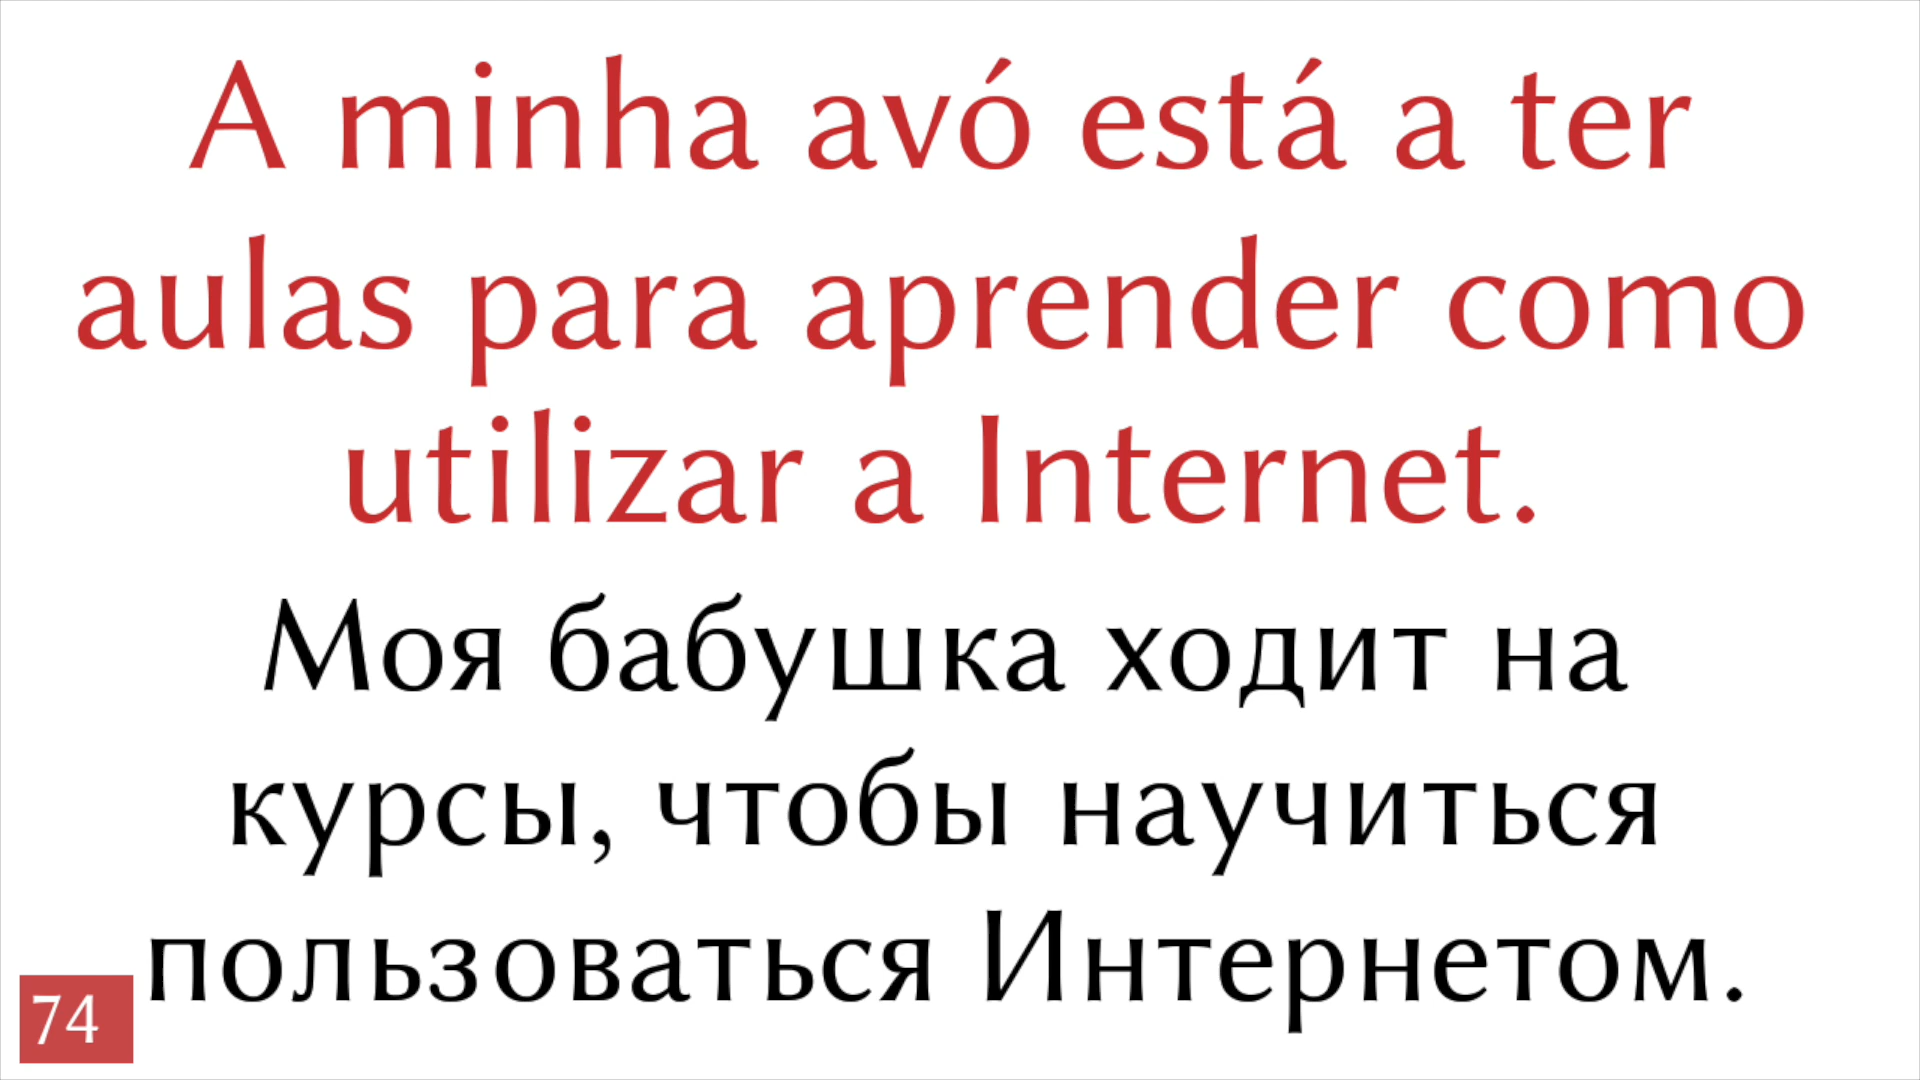 A minha avó está a ter
aulas para aprender como
utilizar a Internet.
Моя бабушка ходит на
курсы, чтобы научиться
пользоваться Интернетом.
74